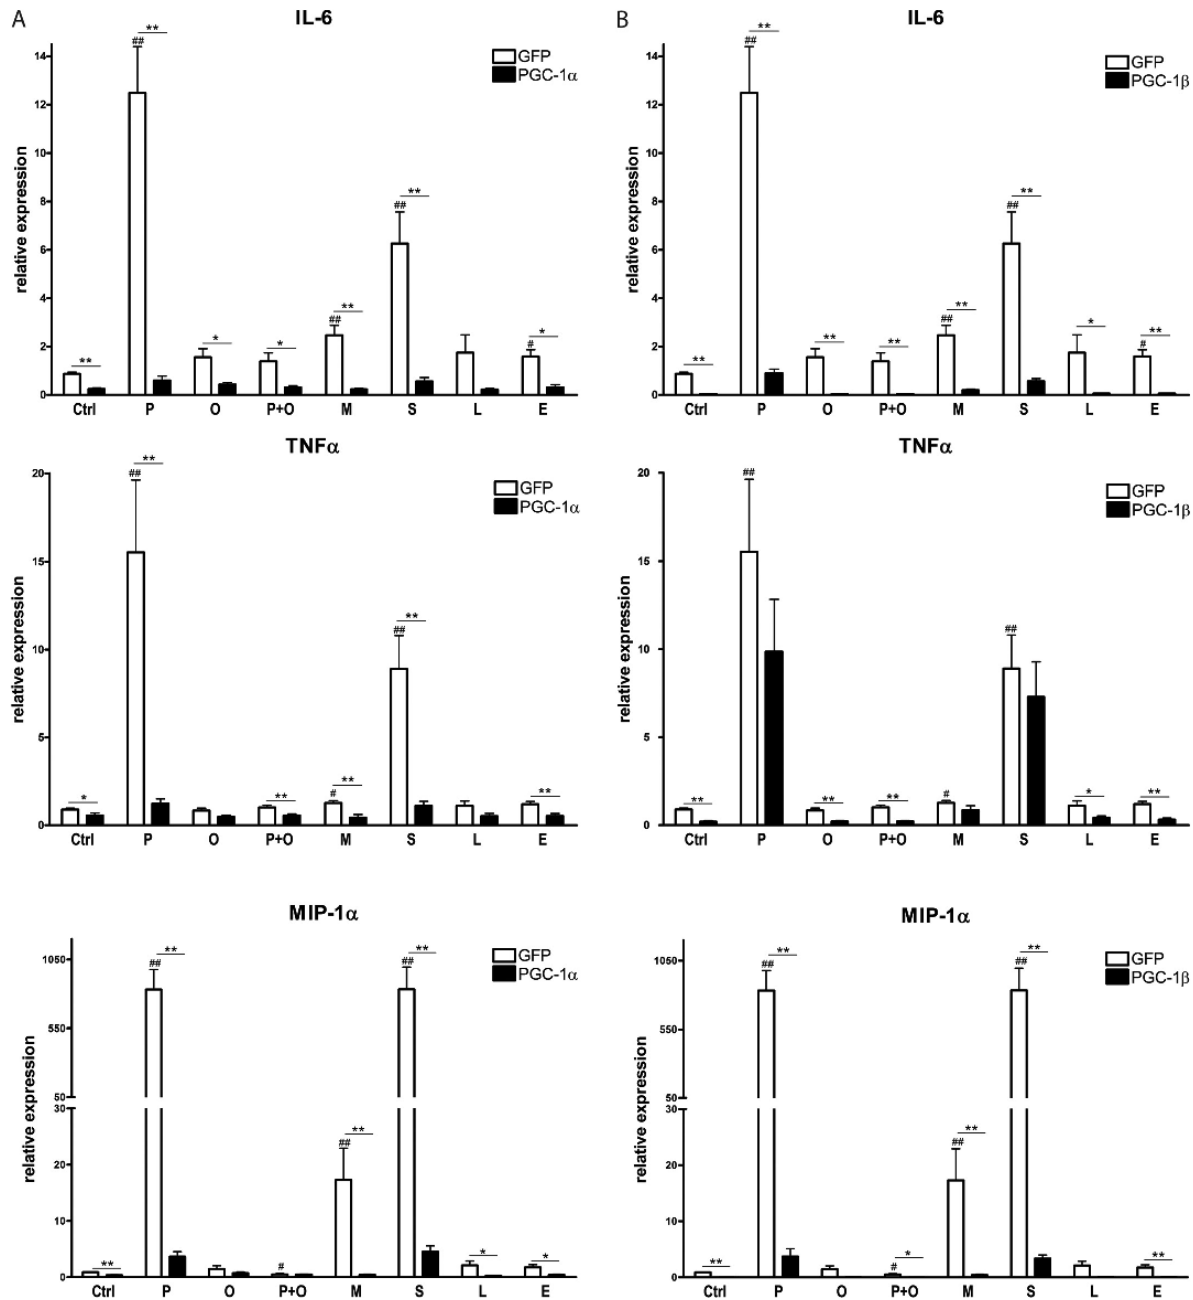 A
IL-6
GFP
PGC-1α
relative expression
14
12
10
8
6
4
2
0
** ## ** * * ## ** ## ** # *
Ctrl P O P+O M S L E
B
IL-6
GFP
PGC-1β
relative expression
14
12
10
8
6
4
2
0
** ## ** ** ** ## ** ## ** * # **
Ctrl P O P+O M S L E
TNFα
GFP
PGC-1α
relative expression
20
15
10
5
0
* ## ** ** # ** ## ** **
Ctrl P O P+O M S L E
TNFα
GFP
PGC-1β
relative expression
20
15
10
5
0
** ## ** ** # ## * **
Ctrl P O P+O M S L E
MIP-1α
GFP
PGC-1α
relative expression
1050
550
50
30
20
10
0
** ## ** # ## ** ## ** * *
Ctrl P O P+O M S L E
MIP-1α
GFP
PGC-1β
relative expression
1050
550
50
30
20
10
0
** ## ** # * ## ** ## ** **
Ctrl P O P+O M S L E